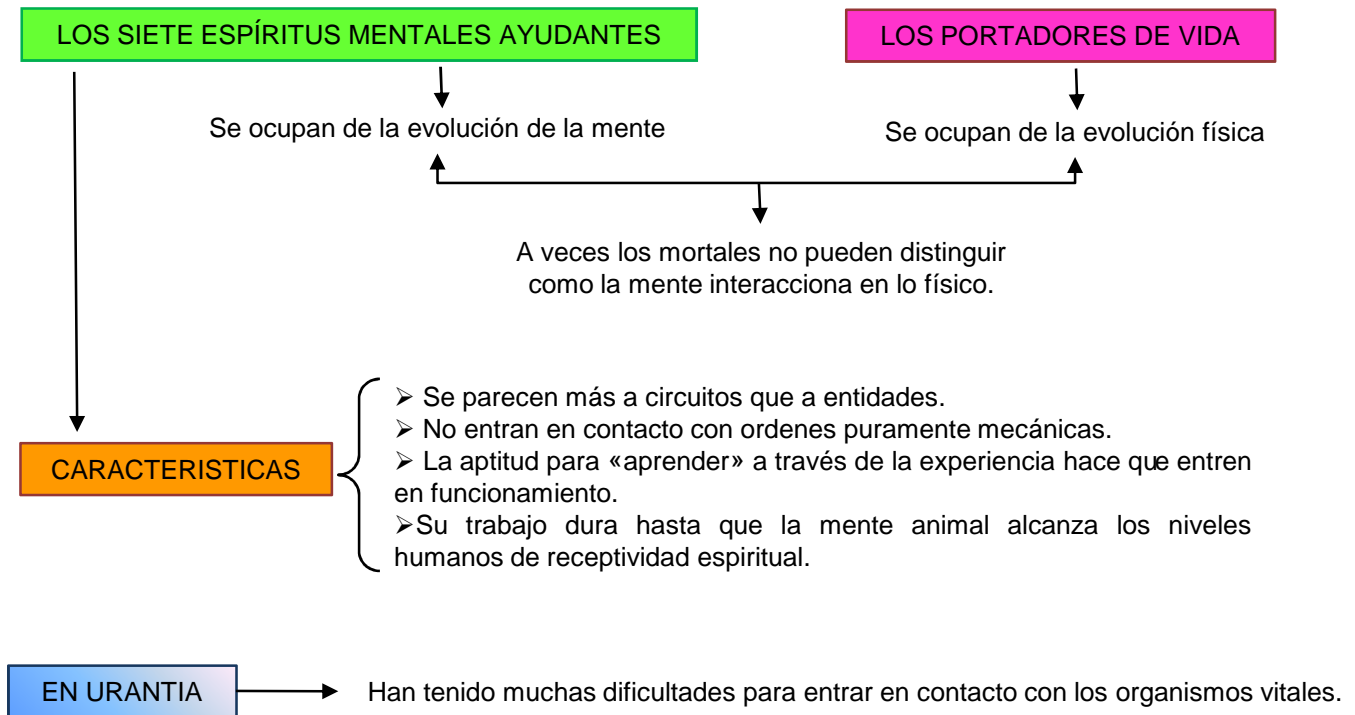 LOS SIETE ESPÍRITUS MENTALES AYUDANTES
LOS PORTADORES DE VIDA
Se ocupan de la evolución de la mente
Se ocupan de la evolución física
A veces los mortales no pueden distinguir
como la mente interacciona en lo físico.
CARACTERISTICAS
➢ Se parecen más a circuitos que a entidades.
➢ No entran en contacto con ordenes puramente mecánicas.
➢ La aptitud para «aprender» a través de la experiencia hace que entren
en funcionamiento.
➢Su trabajo dura hasta que la mente animal alcanza los niveles
humanos de receptividad espiritual.
EN URANTIA
Han tenido muchas dificultades para entrar en contacto con los organismos vitales.